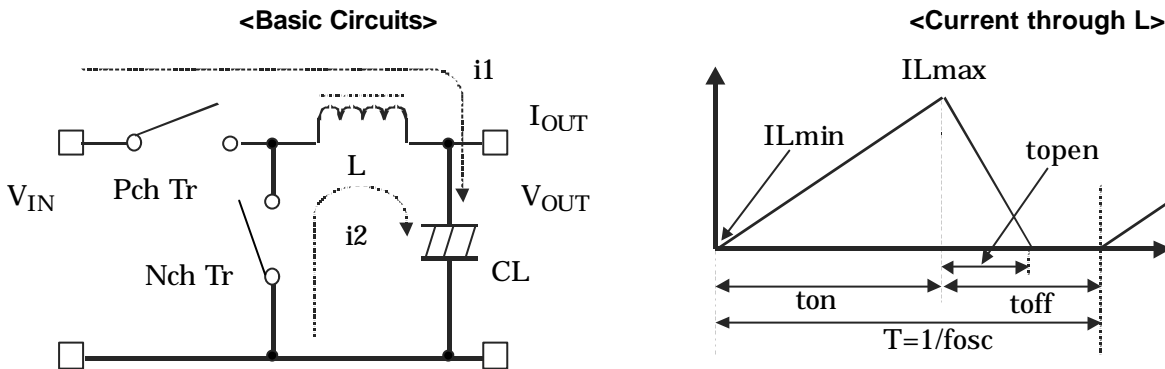 <Basic Circuits>
i1
I_OUT
L
V_IN
Pch Tr
V_OUT
i2
Nch Tr
CL
<Current through L>
ILmax
ILmin
topen
ton
toff
T=1/fosc